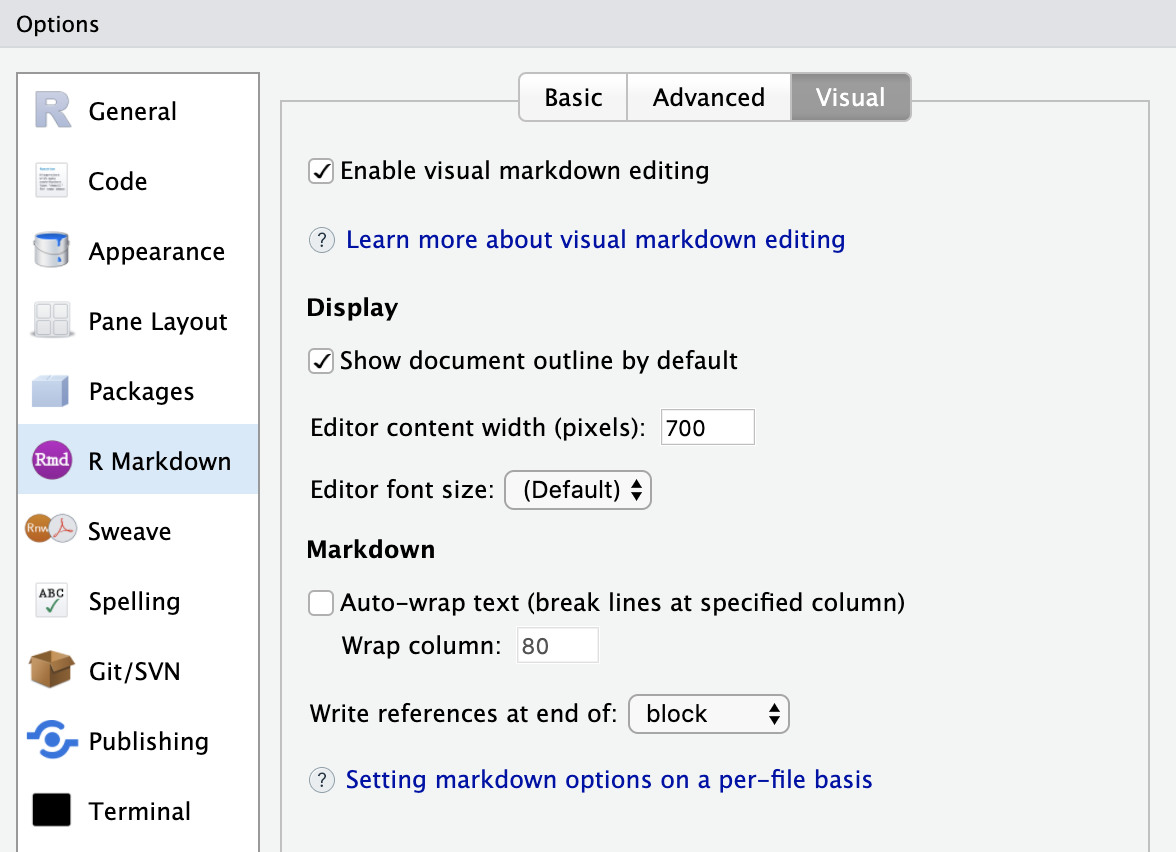 Options
General
Code
Appearance
Pane Layout
Packages
Rmd R Markdown
Rnw Sweave
ABC Spelling
Git/SVN
Publishing
Terminal
Basic Advanced Visual
Enable visual markdown editing
? Learn more about visual markdown editing
Display
Show document outline by default
Editor content width (pixels): 700
Editor font size: (Default)
Markdown
Auto-wrap text (break lines at specified column)
Wrap column: 80
Write references at end of: block
? Setting markdown options on a per-file basis